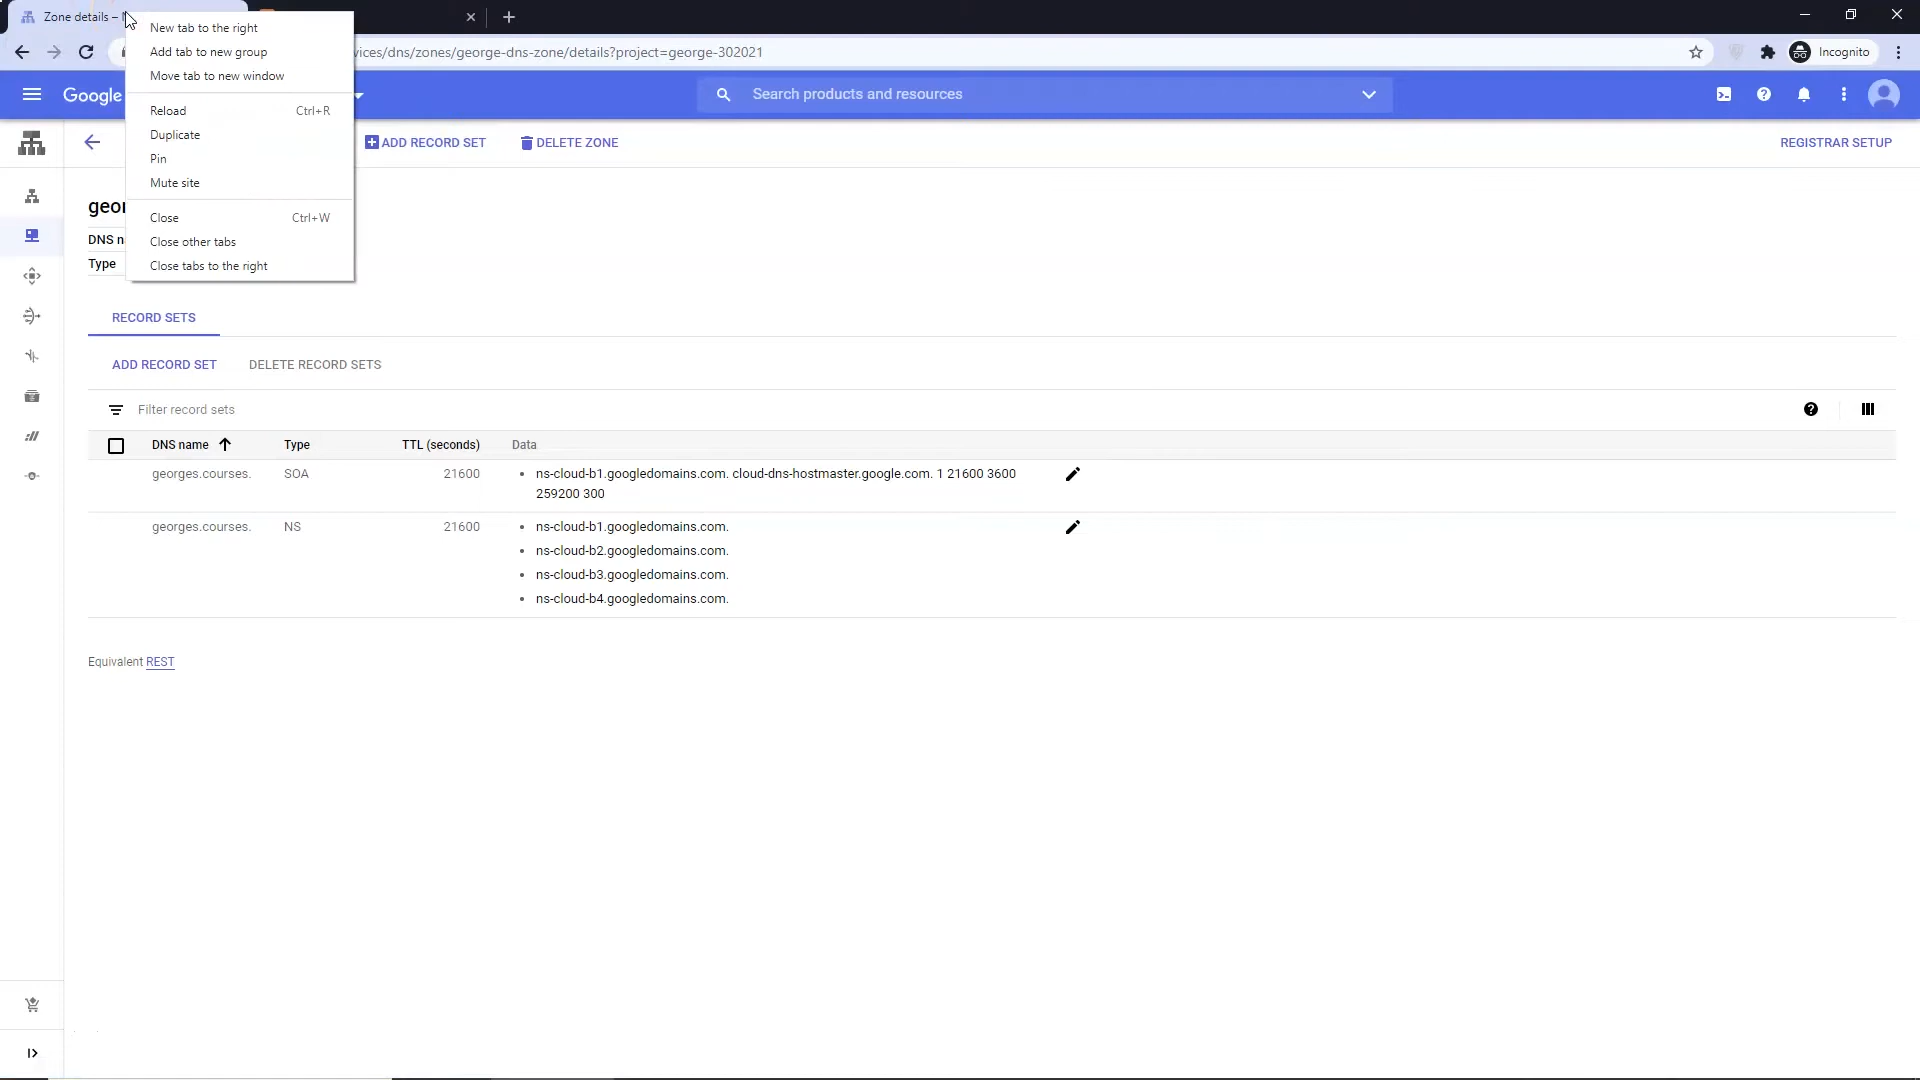 Zone details –
New tab to the right
Add tab to new group
Move tab to new window
Reload Ctrl+R
Duplicate
Pin
Mute site
Close Ctrl+W
Close other tabs
Close tabs to the right
vices/dns/zones/george-dns-zone/details?project=george-302021
Incognito
Google
Search products and resources
ADD RECORD SET
DELETE ZONE
REGISTRAR SETUP
DNS
Type
RECORD SETS
ADD RECORD SET
DELETE RECORD SETS
Filter record sets
DNS name Type TTL (seconds) Data
georges.courses. SOA 21600 ns-cloud-b1.googledomains.com. cloud-dns-hostmaster.google.com. 1 21600 3600
259200 300
georges.courses. NS 21600 ns-cloud-b1.googledomains.com.
ns-cloud-b2.googledomains.com.
ns-cloud-b3.googledomains.com.
ns-cloud-b4.googledomains.com.
Equivalent REST